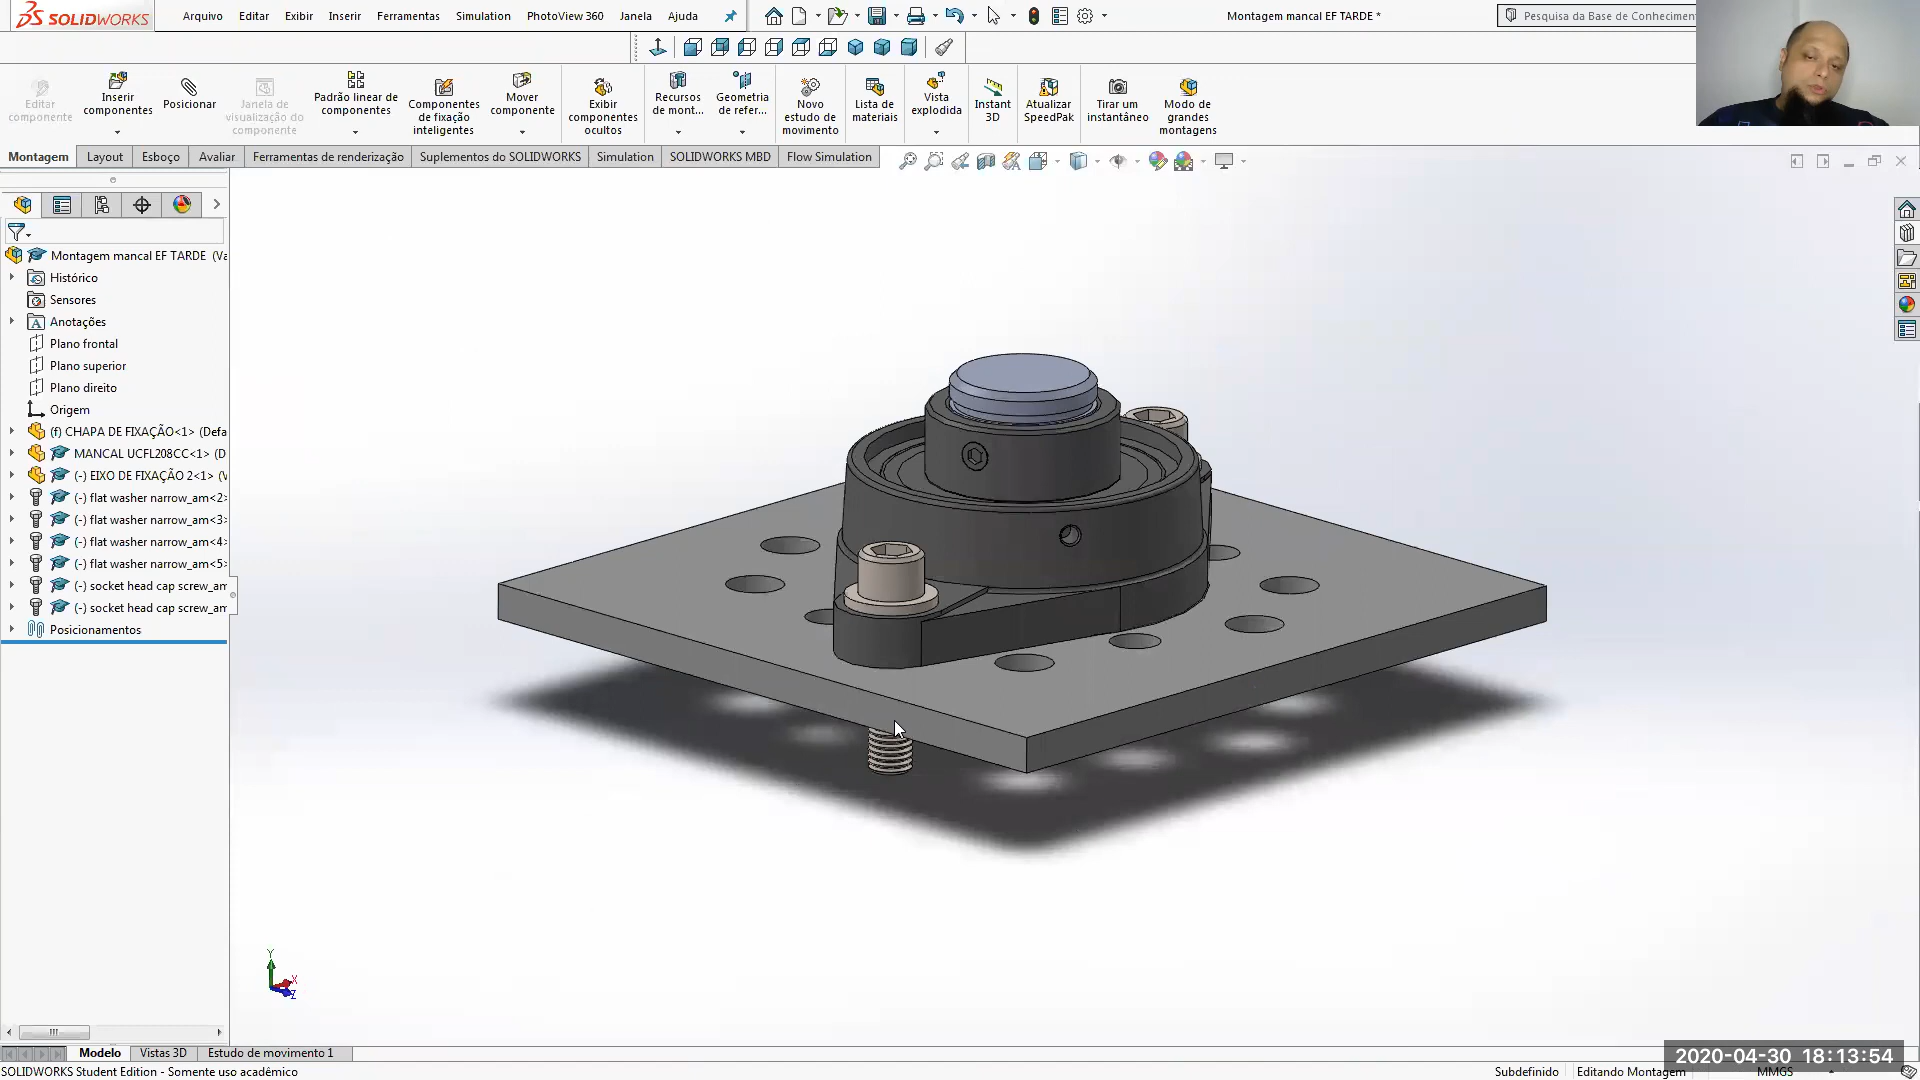 SOLIDWORKS
Arquivo Editar Exibir Inserir Ferramentas Simulation PhotoView 360 Janela Ajuda
Montagem mancal EF TARDE *
Pesquisa da Base de Conheciment
Editar componente
Inserir componentes
Posicionar
Janela de visualização do componente
Padrão linear de componentes
Componentes de fixação inteligentes
Mover componente
Exibir componentes ocultos
Recursos de mont...
Geometria de refer...
Novo estudo de movimento
Lista de materiais
Vista explodida
Instant 3D
Atualizar SpeedPak
Tirar um instantâneo
Modo de grandes montagens
Montagem Layout Esboço Avaliar Ferramentas de renderização Suplementos do SOLIDWORKS Simulation SOLIDWORKS MBD Flow Simulation
Montagem mancal EF TARDE (Va
Histórico
Sensores
Anotações
Plano frontal
Plano superior
Plano direito
Origem
(f) CHAPA DE FIXAÇÃO<1> (Defa
MANCAL UCFL208CC<1> (D
(-) EIXO DE FIXAÇÃO 2<1> (V
(-) flat washer narrow_am<2>
(-) flat washer narrow_am<3>
(-) flat washer narrow_am<4>
(-) flat washer narrow_am<5>
(-) socket head cap screw_am
(-) socket head cap screw_am
Posicionamentos
Y
X
Z
Modelo Vistas 3D Estudo de movimento 1
2020-04-30 18:13:54
SOLIDWORKS Student Edition - Somente uso acadêmico
Subdefinido Editando Montagem MMGS